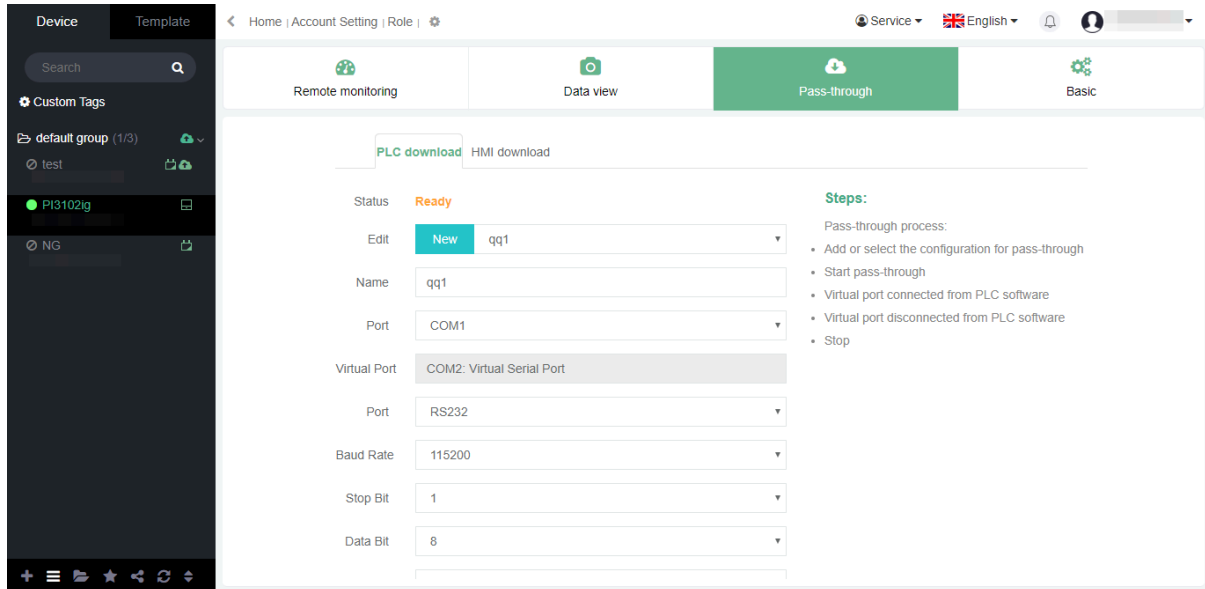 Device Template
Home | Account Setting | Role |
Service English
Search
Custom Tags
default group (1/3)
test
PI3102ig
NG
Remote monitoring
Data view
Pass-through
Basic
PLC download HMI download
Status Ready
Edit New qq1
Name qq1
Port COM1
Virtual Port COM2: Virtual Serial Port
Port RS232
Baud Rate 115200
Stop Bit 1
Data Bit 8
Steps:
Pass-through process:
Add or select the configuration for pass-through
Start pass-through
Virtual port connected from PLC software
Virtual port disconnected from PLC software
Stop